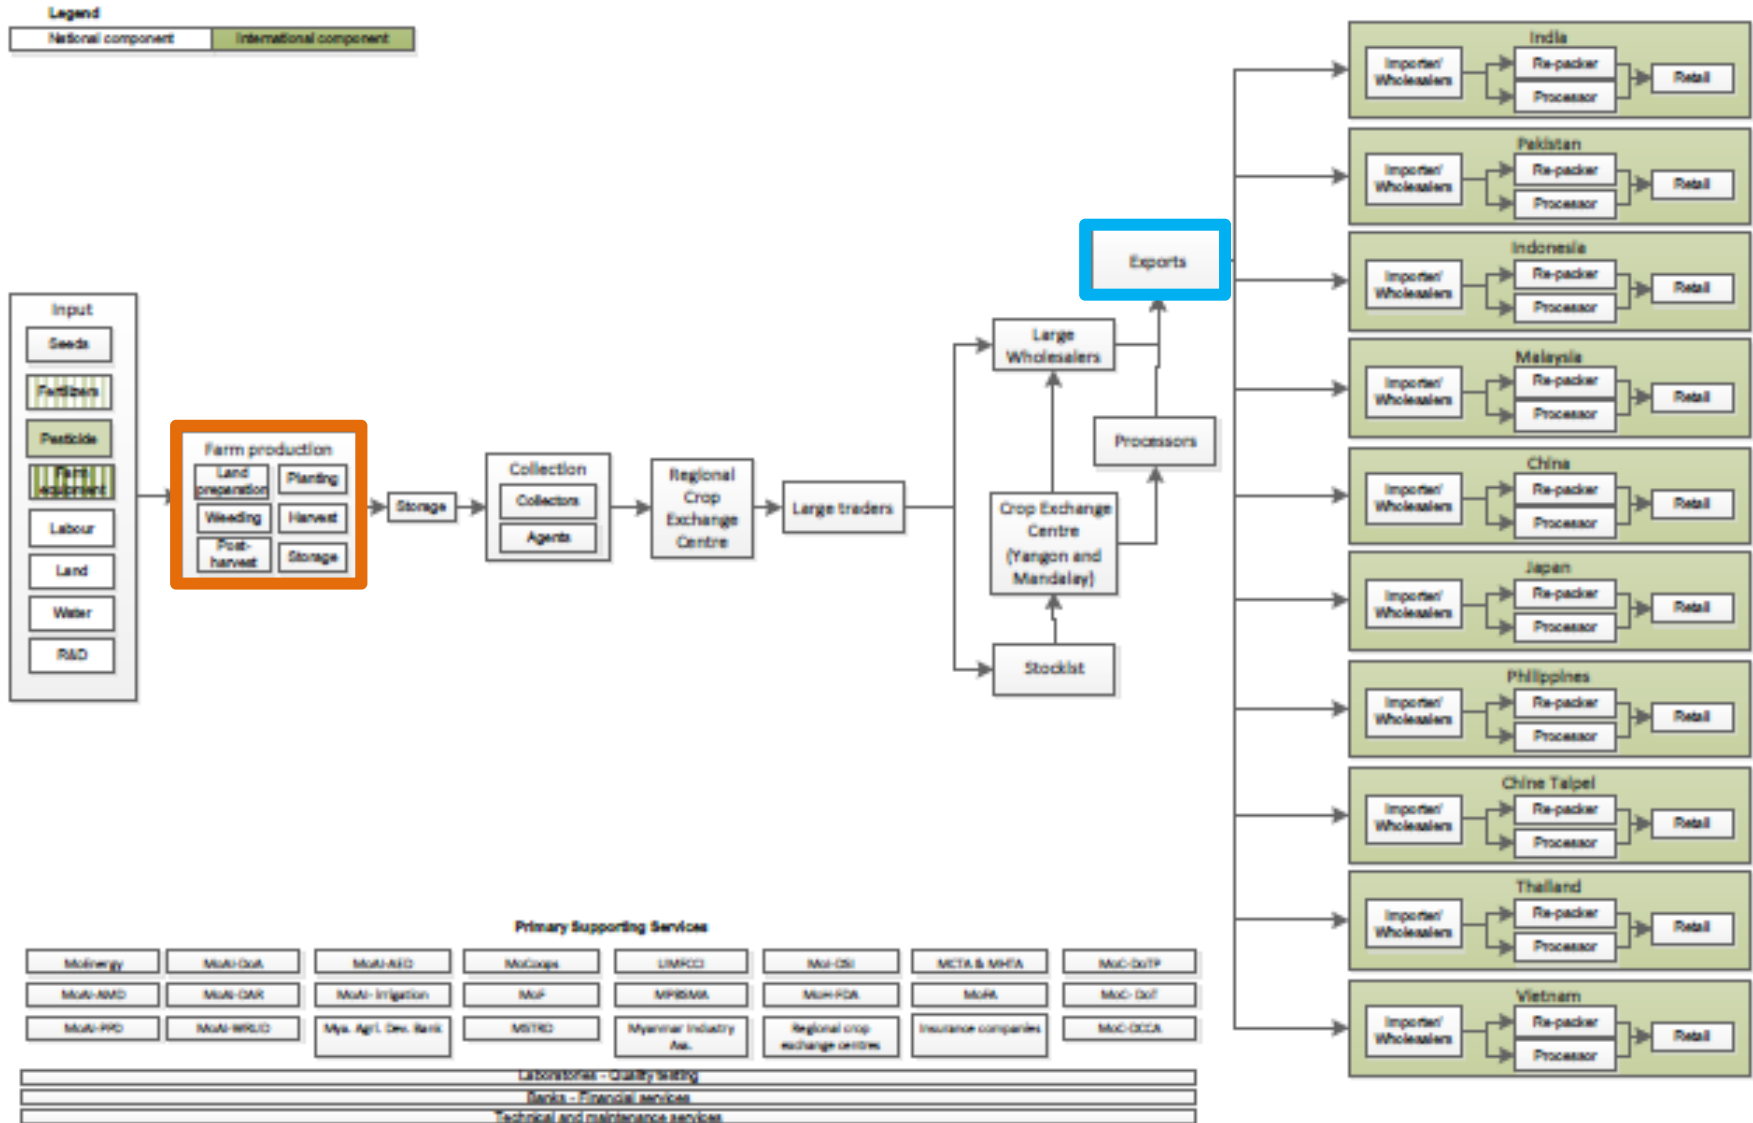 Legend
National component
International component
Input
Seeds
Fertilizers
Pesticide
Farm
equipment
Labour
Land
Water
R&D
Farm production
Land
preparation
Planting
Weeding
Harvest
Post-
harvest
Storage
Storage
Collection
Collectors
Agents
Regional
Crop
Exchange
Centre
Large traders
Large
Wholesalers
Crop Exchange
Centre
(Yangon and
Mandalay)
Stocklist
Processors
Exports
India
Importer/
Wholesalers
Re-packer
Processor
Retail
Pakistan
Importer/
Wholesalers
Re-packer
Processor
Retail
Indonesia
Importer/
Wholesalers
Re-packer
Processor
Retail
Malaysia
Importer/
Wholesalers
Re-packer
Processor
Retail
China
Importer/
Wholesalers
Re-packer
Processor
Retail
Japan
Importer/
Wholesalers
Re-packer
Processor
Retail
Philippines
Importer/
Wholesalers
Re-packer
Processor
Retail
Chine Taipei
Importer/
Wholesalers
Re-packer
Processor
Retail
Thailand
Importer/
Wholesalers
Re-packer
Processor
Retail
Vietnam
Importer/
Wholesalers
Re-packer
Processor
Retail
Primary Supporting Services
MoEnergy
MoAI-DoA
MoAI-AED
MoCoops
UMFCCI
MoI-DSI
MCTA & MHTA
MoC-DoTP
MoAI-AMD
MoAI-DAR
MoAI- Irrigation
MoF
MPBSMA
MoH-FDA
MoFA
MoC- DoT
MoAI-PPD
MoAI-WRUD
Mya. Agri. Dev. Bank
MSTRD
Myanmar Industry
Ass.
Regional crop
exchange centres
Insurance companies
MoC-DCCA
Laboratories - Quality testing
Banks - Financial services
Technical and maintenance services